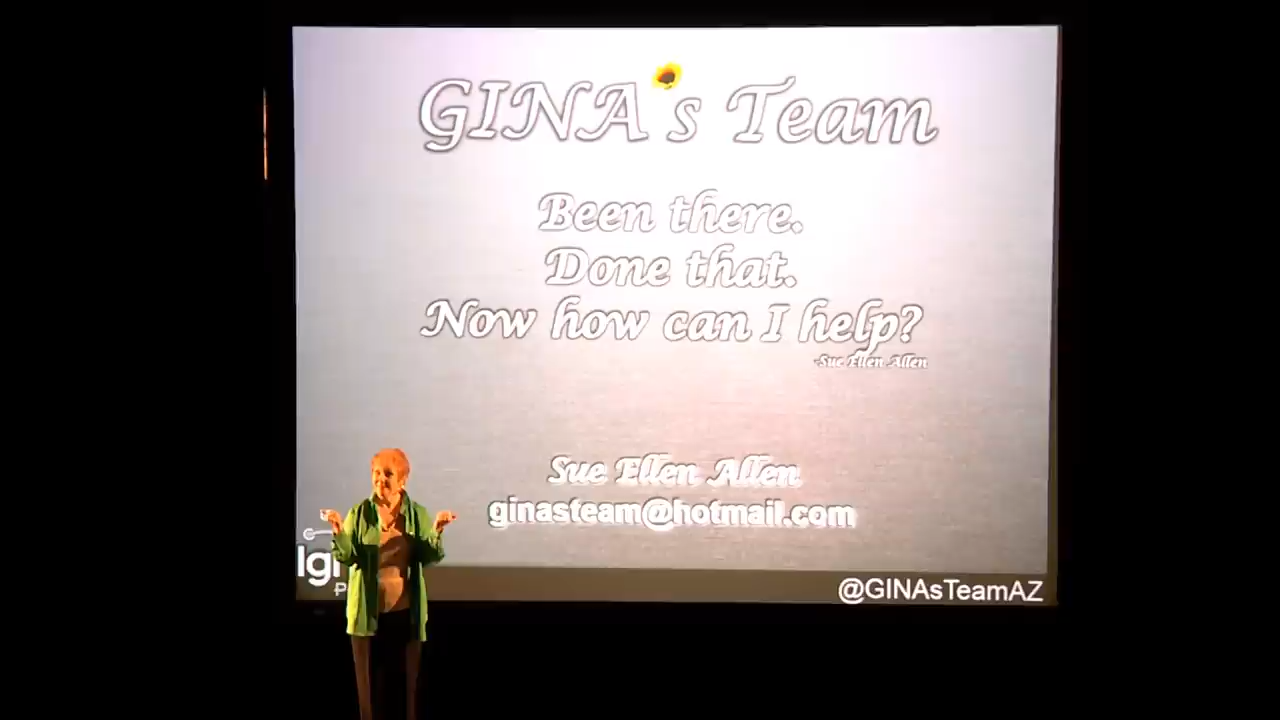 GINA's Team
Been there.
Done that.
Now how can I help?
-Sue Ellen Allen
Sue Ellen Allen
ginasteam@hotmail.com
@GINAsTeamAZ